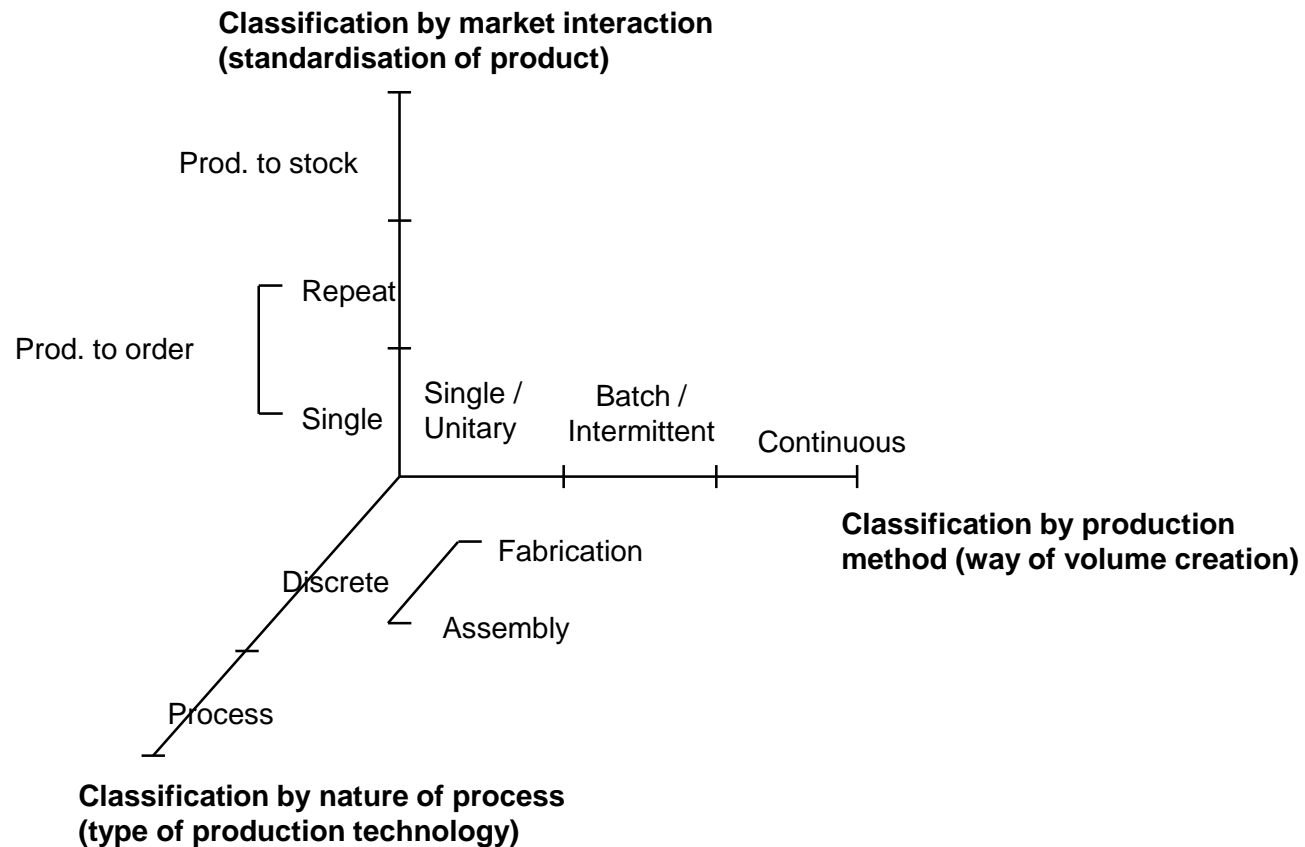 Classification by market interaction
(standardisation of product)
Prod. to stock
Repeat
Prod. to order
Single
Single /
Unitary
Batch /
Intermittent
Continuous
Classification by production
method (way of volume creation)
Fabrication
Discrete
Assembly
Process
Classification by nature of process
(type of production technology)